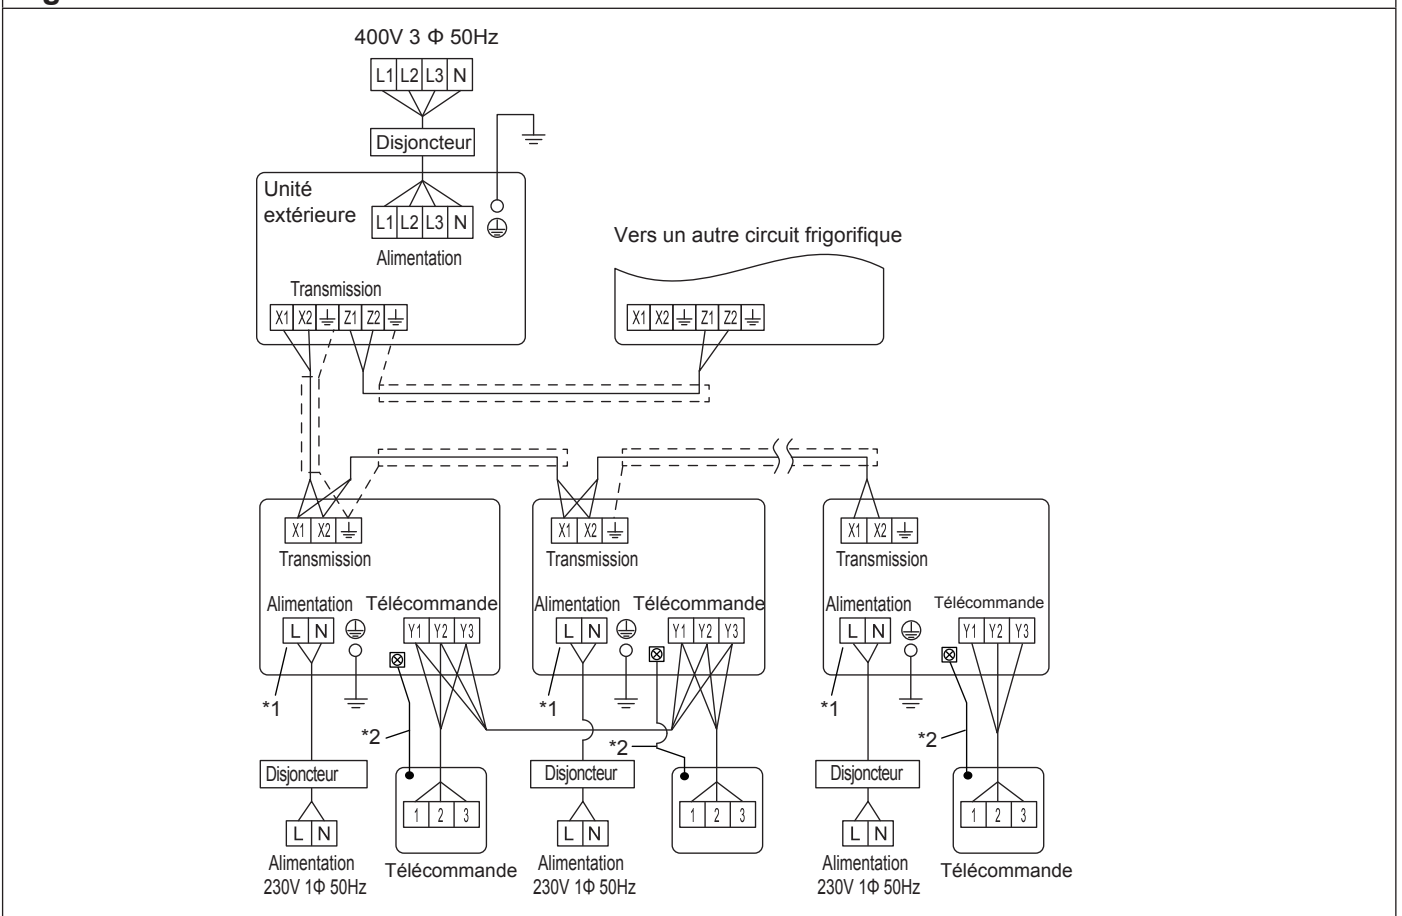 400V 3 Φ 50Hz
L1 L2 L3 N
Disjoncteur
Unité
extérieure
L1 L2 L3 N
Alimentation
Transmission
X1 X2 Z1 Z2
Vers un autre circuit frigorifique
X1 X2 Z1 Z2
X1 X2
Transmission
Alimentation Télécommande
L N
Y1 Y2 Y3
*1
*2
Disjoncteur
L N
1 2 3
Alimentation
230V 1Φ 50Hz
Télécommande
X1 X2
Transmission
Alimentation Télécommande
L N
Y1 Y2 Y3
*1
*2
Disjoncteur
L N
1 2 3
Alimentation
230V 1Φ 50Hz
X1 X2
Transmission
Alimentation Télécommande
L N
Y1 Y2 Y3
*1
*2
Disjoncteur
L N
1 2 3
Alimentation
230V 1Φ 50Hz
Télécommande